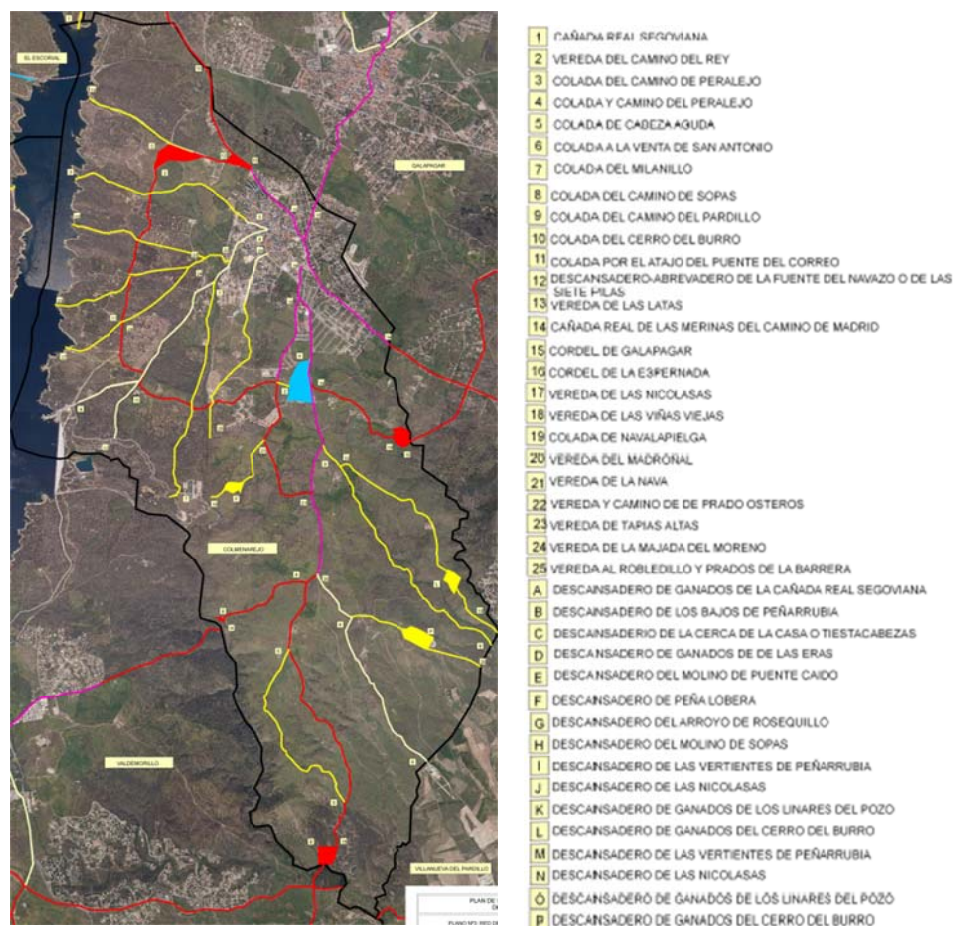 EL ESCORIAL
GALAPAGAR
COLMENAREJO
VALDEMORILLO
VILLANUEVA DEL PARDILLO
PLAN DE
PLANO Nº3. RED DE
1 CAÑADA REAL SEGOVIANA
2 VEREDA DEL CAMINO DEL REY
3 COLADA DEL CAMINO DE PERALEJO
4 COLADA Y CAMINO DEL PERALEJO
5 COLADA DE CABEZA AGUDA
6 COLADA A LA VENTA DE SAN ANTONIO
7 COLADA DEL MILANILLO
8 COLADA DEL CAMINO DE SOPAS
9 COLADA DEL CAMINO DEL PARDILLO
10 COLADA DEL CERRO DEL BURRO
11 COLADA POR EL ATAJO DEL PUENTE DEL CORREO
12 DESCANSADERO-ABREVADERO DE LA FUENTE DEL NAVAZO O DE LAS
SIETE PILAS
13 VEREDA DE LAS LATAS
14 CAÑADA REAL DE LAS MERINAS DEL CAMINO DE MADRID
15 CORDEL DE GALAPAGAR
16 CORDEL DE LA ESPERNADA
17 VEREDA DE LAS NICOLASAS
18 VEREDA DE LAS VIÑAS VIEJAS
19 COLADA DE NAVALAPIELGA
20 VEREDA DEL MADROÑAL
21 VEREDA DE LA NAVA
22 VEREDA Y CAMINO DE DE PRADO OSTEROS
23 VEREDA DE TAPIAS ALTAS
24 VEREDA DE LA MAJADA DEL MORENO
25 VEREDA AL ROBLEDILLO Y PRADOS DE LA BARRERA
A DESCANSADERO DE GANADOS DE LA CAÑADA REAL SEGOVIANA
B DESCANSADERO DE LOS BAJOS DE PEÑARRUBIA
C DESCANSADERIO DE LA CERCA DE LA CASA O TIESTACABEZAS
D DESCANSADERO DE GANADOS DE DE LAS ERAS
E DESCANSADERO DEL MOLINO DE PUENTE CAIDO
F DESCANSADERO DE PEÑA LOBERA
G DESCANSADERO DEL ARROYO DE ROSEQUILLO
H DESCANSADERO DEL MOLINO DE SOPAS
I DESCANSADERO DE LAS VERTIENTES DE PEÑARRUBIA
J DESCANSADERO DE LAS NICOLASAS
K DESCANSADERO DE GANADOS DE LOS LINARES DEL POZO
L DESCANSADERO DE GANADOS DEL CERRO DEL BURRO
M DESCANSADERO DE LAS VERTIENTES DE PEÑARRUBIA
N DESCANSADERO DE LAS NICOLASAS
O DESCANSADERO DE GANADOS DE LOS LINARES DEL POZO
P DESCANSADERO DE GANADOS DEL CERRO DEL BURRO